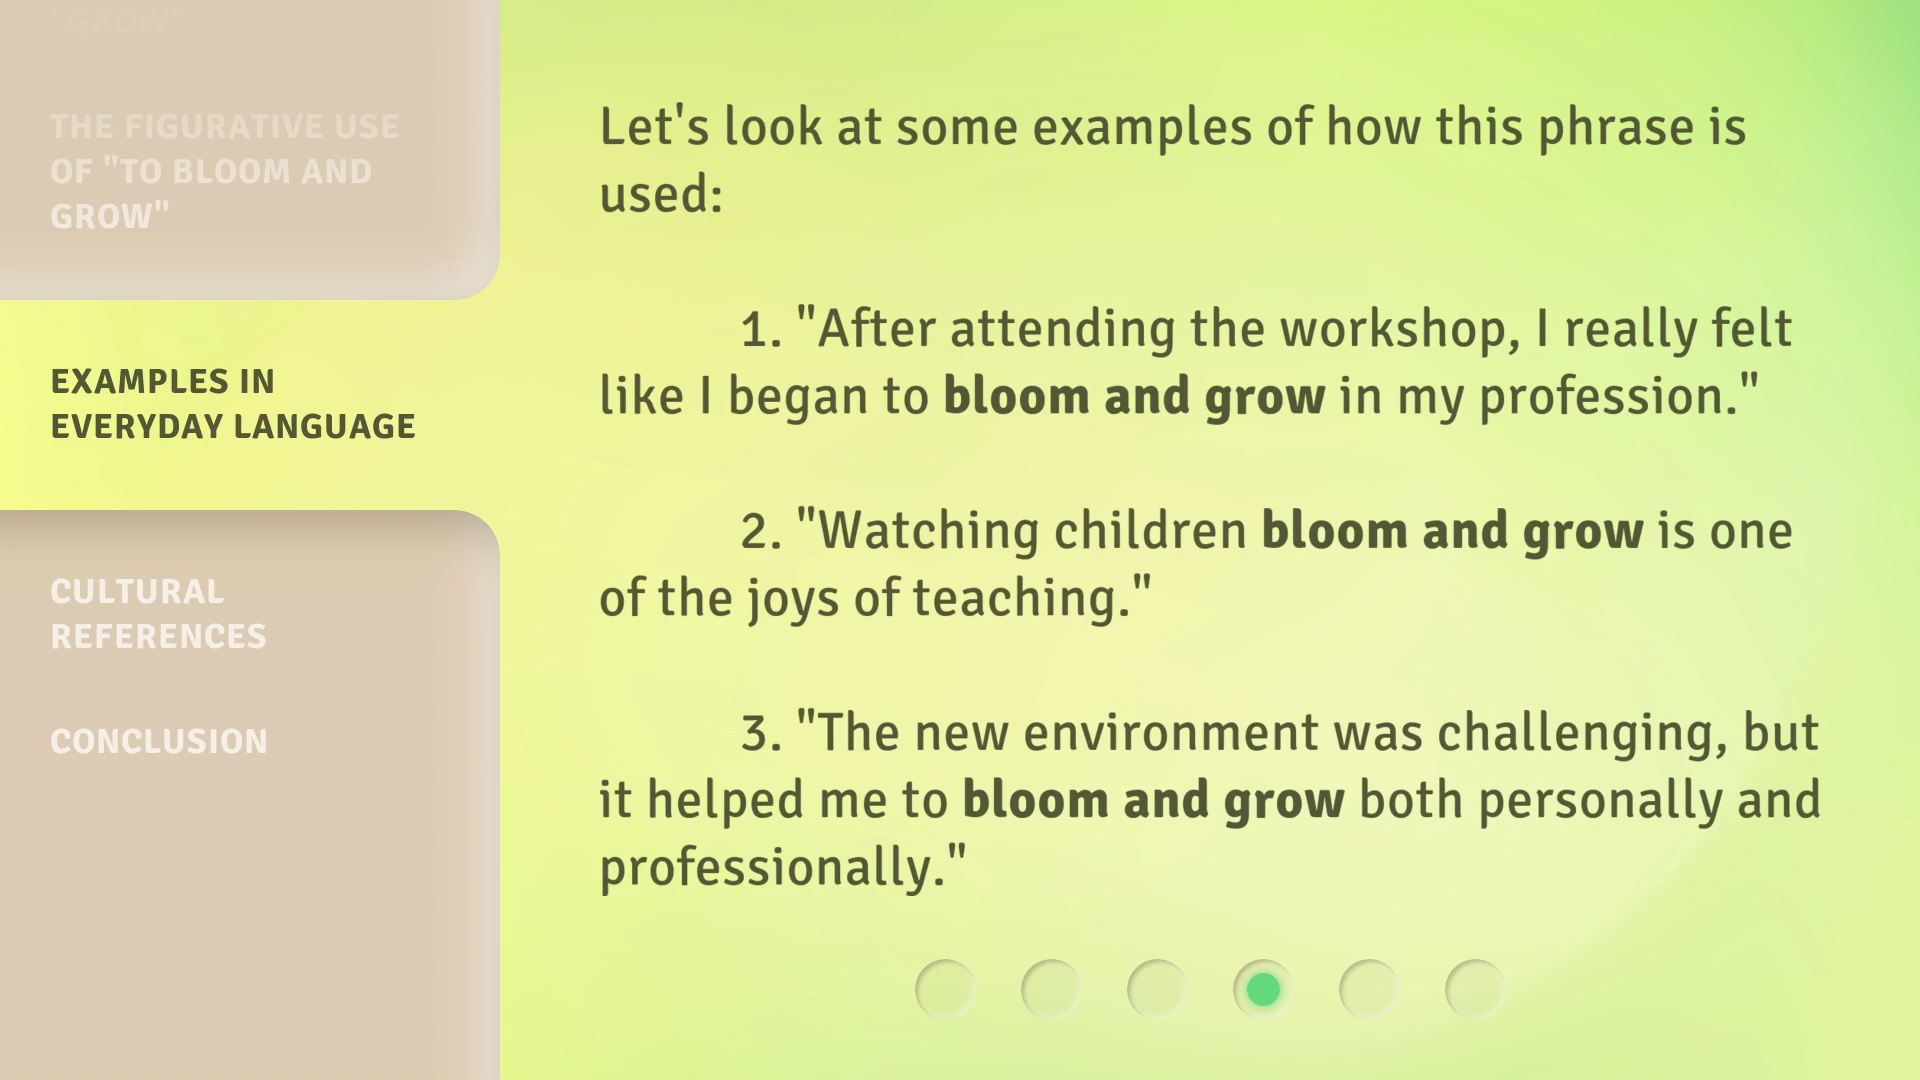 "GROW"
THE FIGURATIVE USE
OF "TO BLOOM AND
GROW"
EXAMPLES IN
EVERYDAY LANGUAGE
CULTURAL
REFERENCES
CONCLUSION
Let's look at some examples of how this phrase is
used:
1. "After attending the workshop, I really felt
like I began to bloom and grow in my profession."
2. "Watching children bloom and grow is one
of the joys of teaching."
3. "The new environment was challenging, but
it helped me to bloom and grow both personally and
professionally."